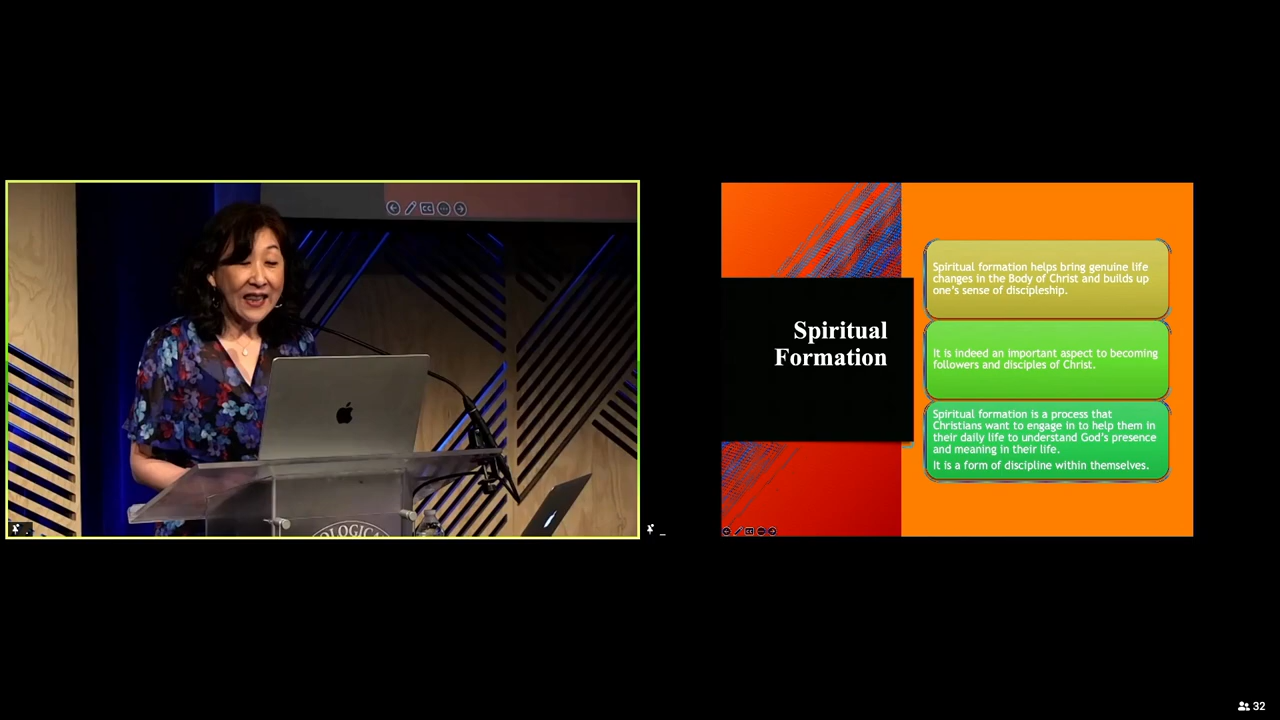 CC
OLOGICA
Spiritual
Formation
Spiritual formation helps bring genuine life
changes in the Body of Christ and builds up
one's sense of discipleship.
It is indeed an important aspect to becoming
followers and disciples of Christ.
Spiritual formation is a process that
Christians want to engage in to help them in
their daily life to understand God's presence
and meaning in their life.
It is a form of discipline within themselves.
32